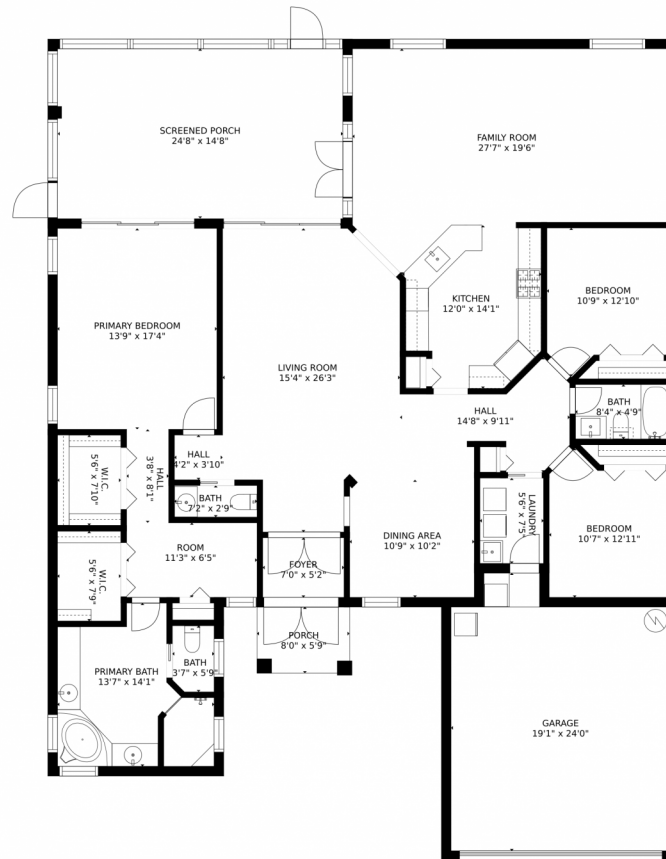 SCREENED PORCH
24'8" x 14'8"
FAMILY ROOM
27'7" x 19'6"
PRIMARY BEDROOM
13'9" x 17'4"
LIVING ROOM
15'4" x 26'3"
KITCHEN
12'0" x 14'1"
BEDROOM
10'9" x 12'10"
HALL
14'8" x 9'11"
BATH
8'4" x 4'9"
W.I.C.
5'6" x 7'10"
HALL
3'8" x 8'1"
HALL
4'2" x 3'10"
BATH
7'2" x 2'9"
LAUNDRY
5'6" x 7'5"
BEDROOM
10'7" x 12'11"
DINING AREA
10'9" x 10'2"
ROOM
11'3" x 6'5"
W.I.C.
5'6" x 7'9"
FOYER
7'0" x 5'2"
PORCH
8'0" x 5'9"
PRIMARY BATH
13'7" x 14'1"
BATH
3'7" x 5'9"
GARAGE
19'1" x 24'0"